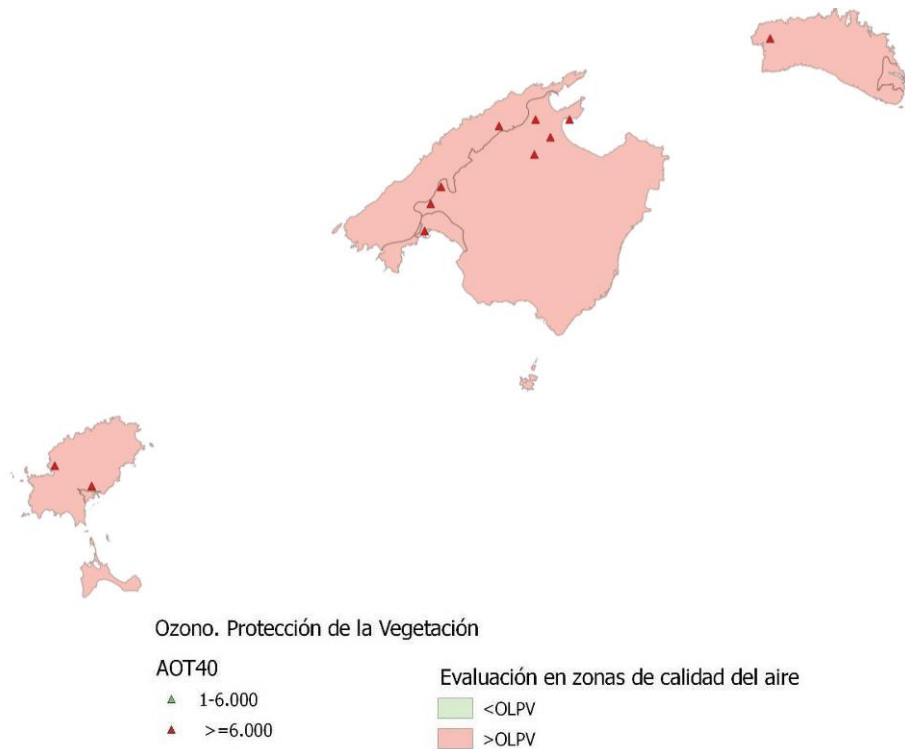 Ozono. Protección de la Vegetación
AOT40
1-6.000
>=6.000
Evaluación en zonas de calidad del aire
<OLPV
>OLPV